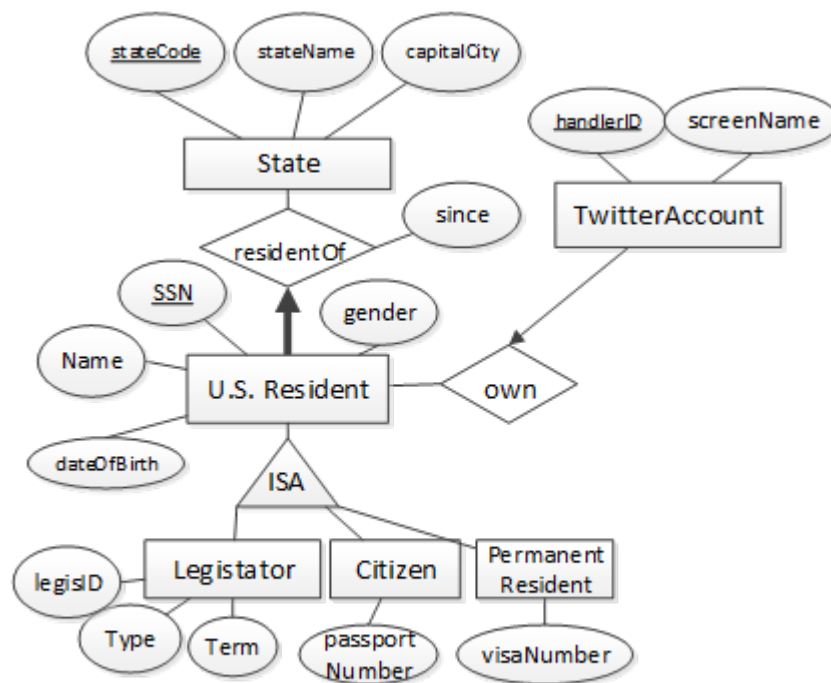 stateCode
stateName
capitalCity
handlerID
screenName
State
TwitterAccount
since
residentOf
SSN
gender
Name
U.S. Resident
own
dateOfBirth
ISA
Legistator
Citizen
Permanent
Resident
legisID
Type
Term
passport
Number
visaNumber